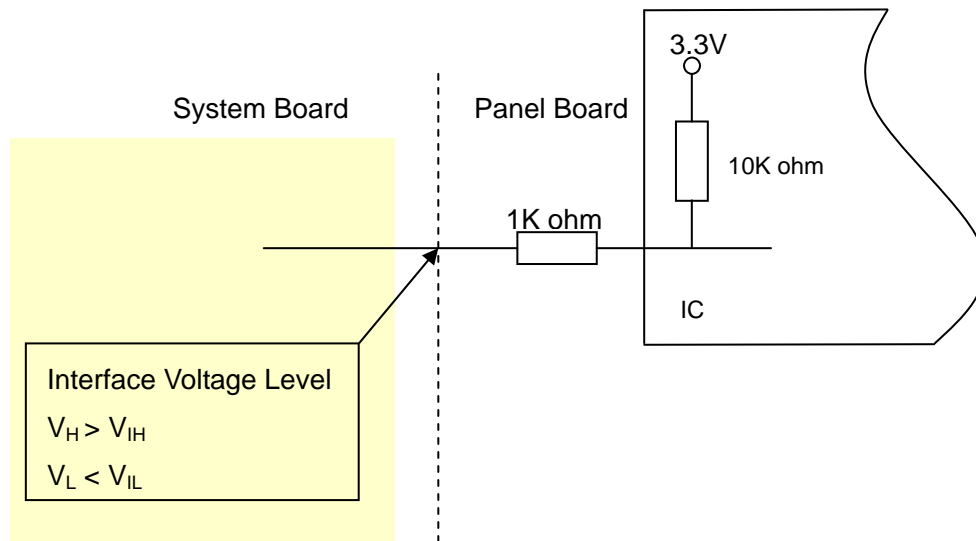 3.3V
System Board
Panel Board
10K ohm
1K ohm
IC
Interface Voltage Level
VH > VIH
VL < VIL